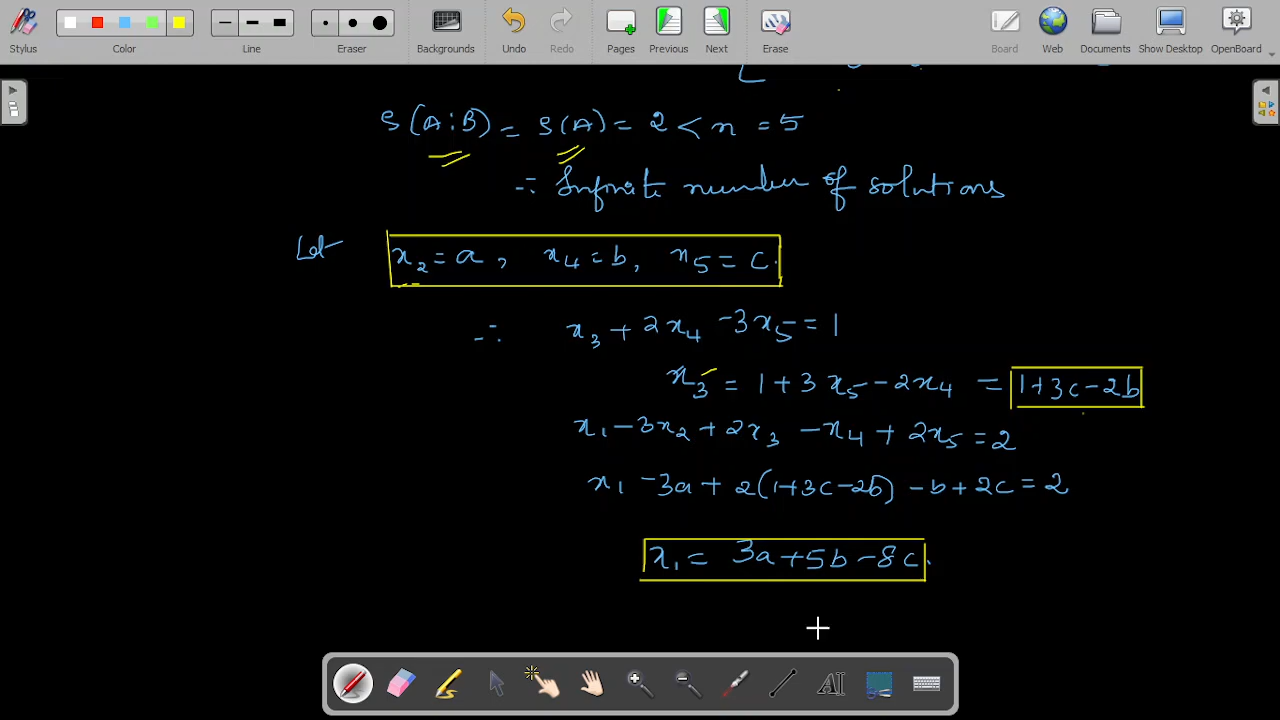 Stylus Color Line Eraser Backgrounds Undo Redo Pages Previous Next Erase Board Web Documents Show Desktop OpenBoard
ρ(A:B) = ρ(A) = 2 < n = 5
∴ Infinite number of solutions
Let x₂ = a, x₄ = b, x₅ = c.
∴ x₃ + 2x₄ - 3x₅ = 1
x₃ = 1 + 3x₅ - 2x₄ = 1+3c-2b
x₁ - 3x₂ + 2x₃ - x₄ + 2x₅ = 2
x₁ - 3a + 2(1+3c-2b) - b + 2c = 2
x₁ = 3a+5b-8c.